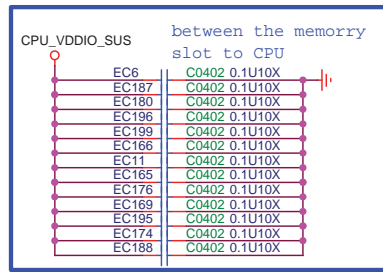 between the memorry
CPU_VDDIO_SUS
slot to CPU
EC6 C0402 0.1U10X
EC187 C0402 0.1U10X
EC180 C0402 0.1U10X
EC196 C0402 0.1U10X
EC199 C0402 0.1U10X
EC166 C0402 0.1U10X
EC11 C0402 0.1U10X
EC165 C0402 0.1U10X
EC176 C0402 0.1U10X
EC169 C0402 0.1U10X
EC195 C0402 0.1U10X
EC174 C0402 0.1U10X
EC188 C0402 0.1U10X